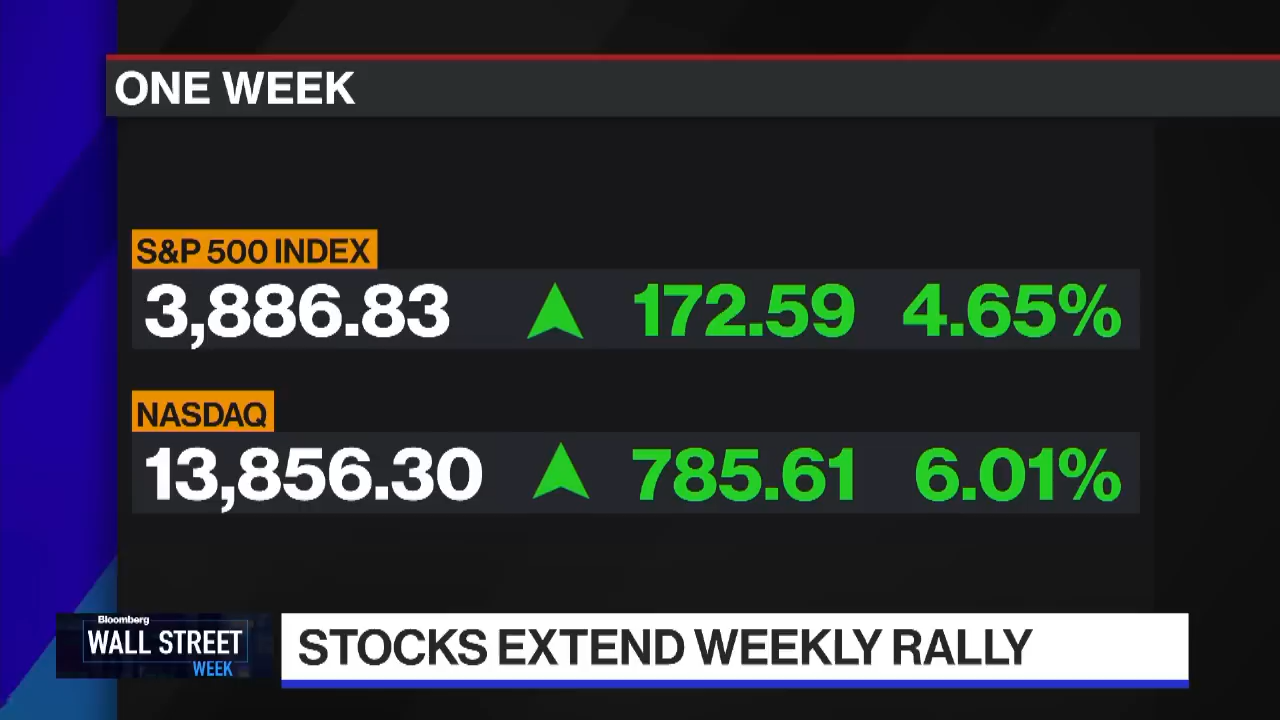 ONE WEEK
S&P 500 INDEX
3,886.83 ▲ 172.59 4.65%
NASDAQ
13,856.30 ▲ 785.61 6.01%
Bloomberg
WALL STREET
WEEK
STOCKS EXTEND WEEKLY RALLY